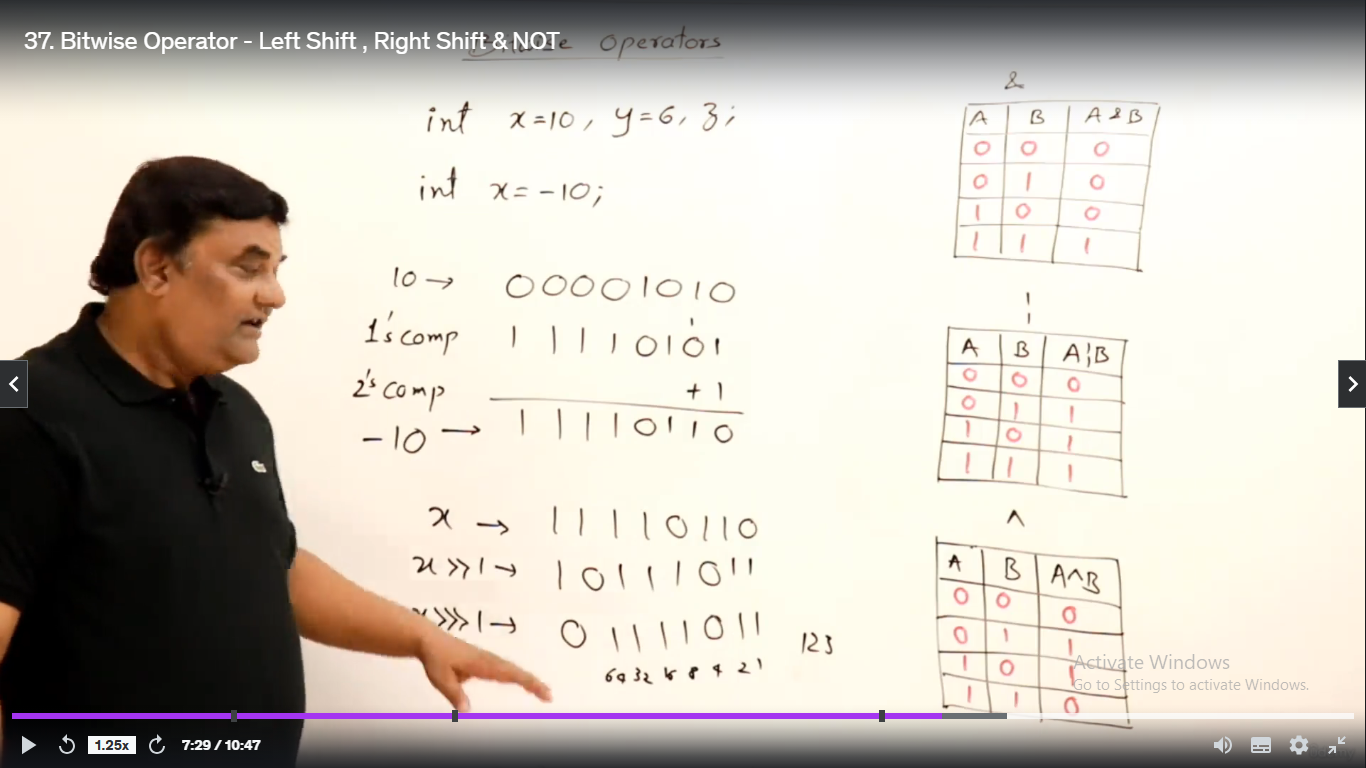 37. Bitwise Operator - Left Shift , Right Shift & NOT
Operators
int x=10, y=6, z;
int x=-10;
10 → 00001010
1
1's comp 11110101
2's comp +1
-10 → 11110110
x → 11110110
x>>1 → 10111011
>>>1 → 01111011 123
64 32 16 8 4 2 1
&
A B A&B
0 0 0
0 1 0
1 0 0
1 1 1
¦
A B A¦B
0 0 0
0 1 1
1 0 1
1 1 1
^
A B A^B
0 0 0
0 1 1
1 0 1
1 1 0
Activate Windows
Go to Settings to activate Windows.
1.25x 7:29 / 10:47